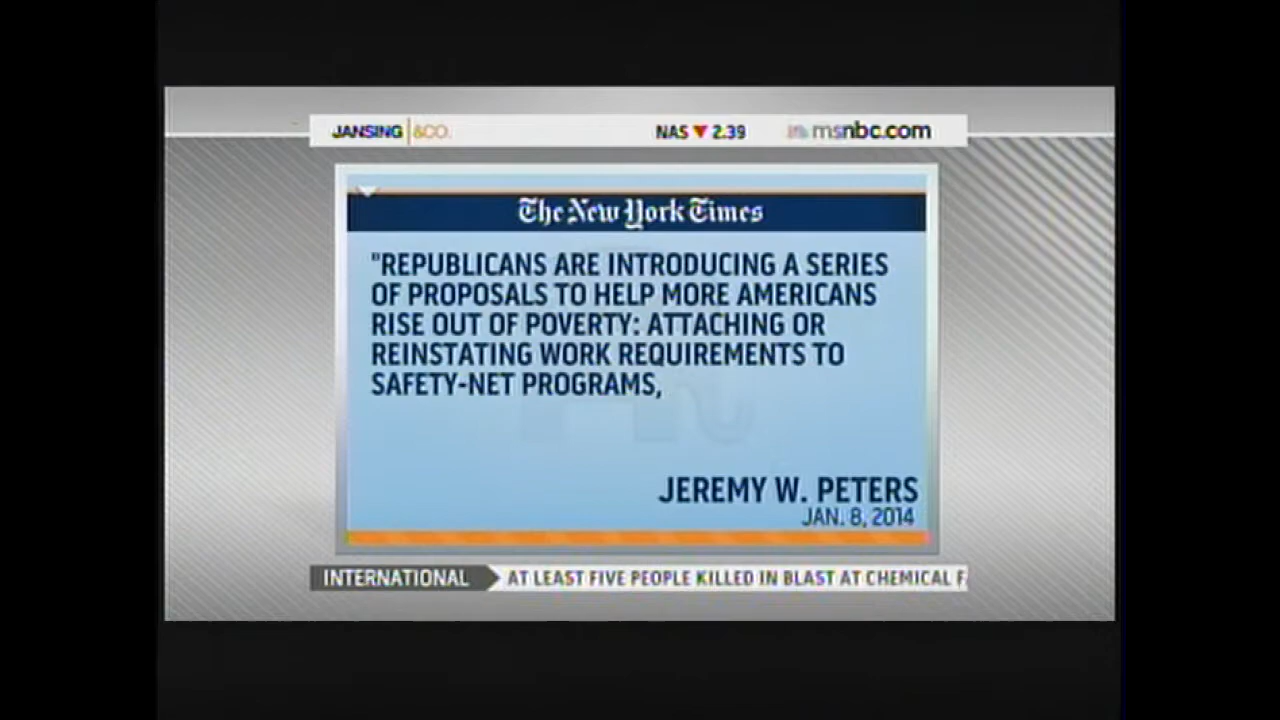 JANSING &CO. NAS ▼ 2.39 msnbc.com
The New York Times
"REPUBLICANS ARE INTRODUCING A SERIES
OF PROPOSALS TO HELP MORE AMERICANS
RISE OUT OF POVERTY: ATTACHING OR
REINSTATING WORK REQUIREMENTS TO
SAFETY-NET PROGRAMS,
JEREMY W. PETERS
JAN. 8, 2014
INTERNATIONAL AT LEAST FIVE PEOPLE KILLED IN BLAST AT CHEMICAL